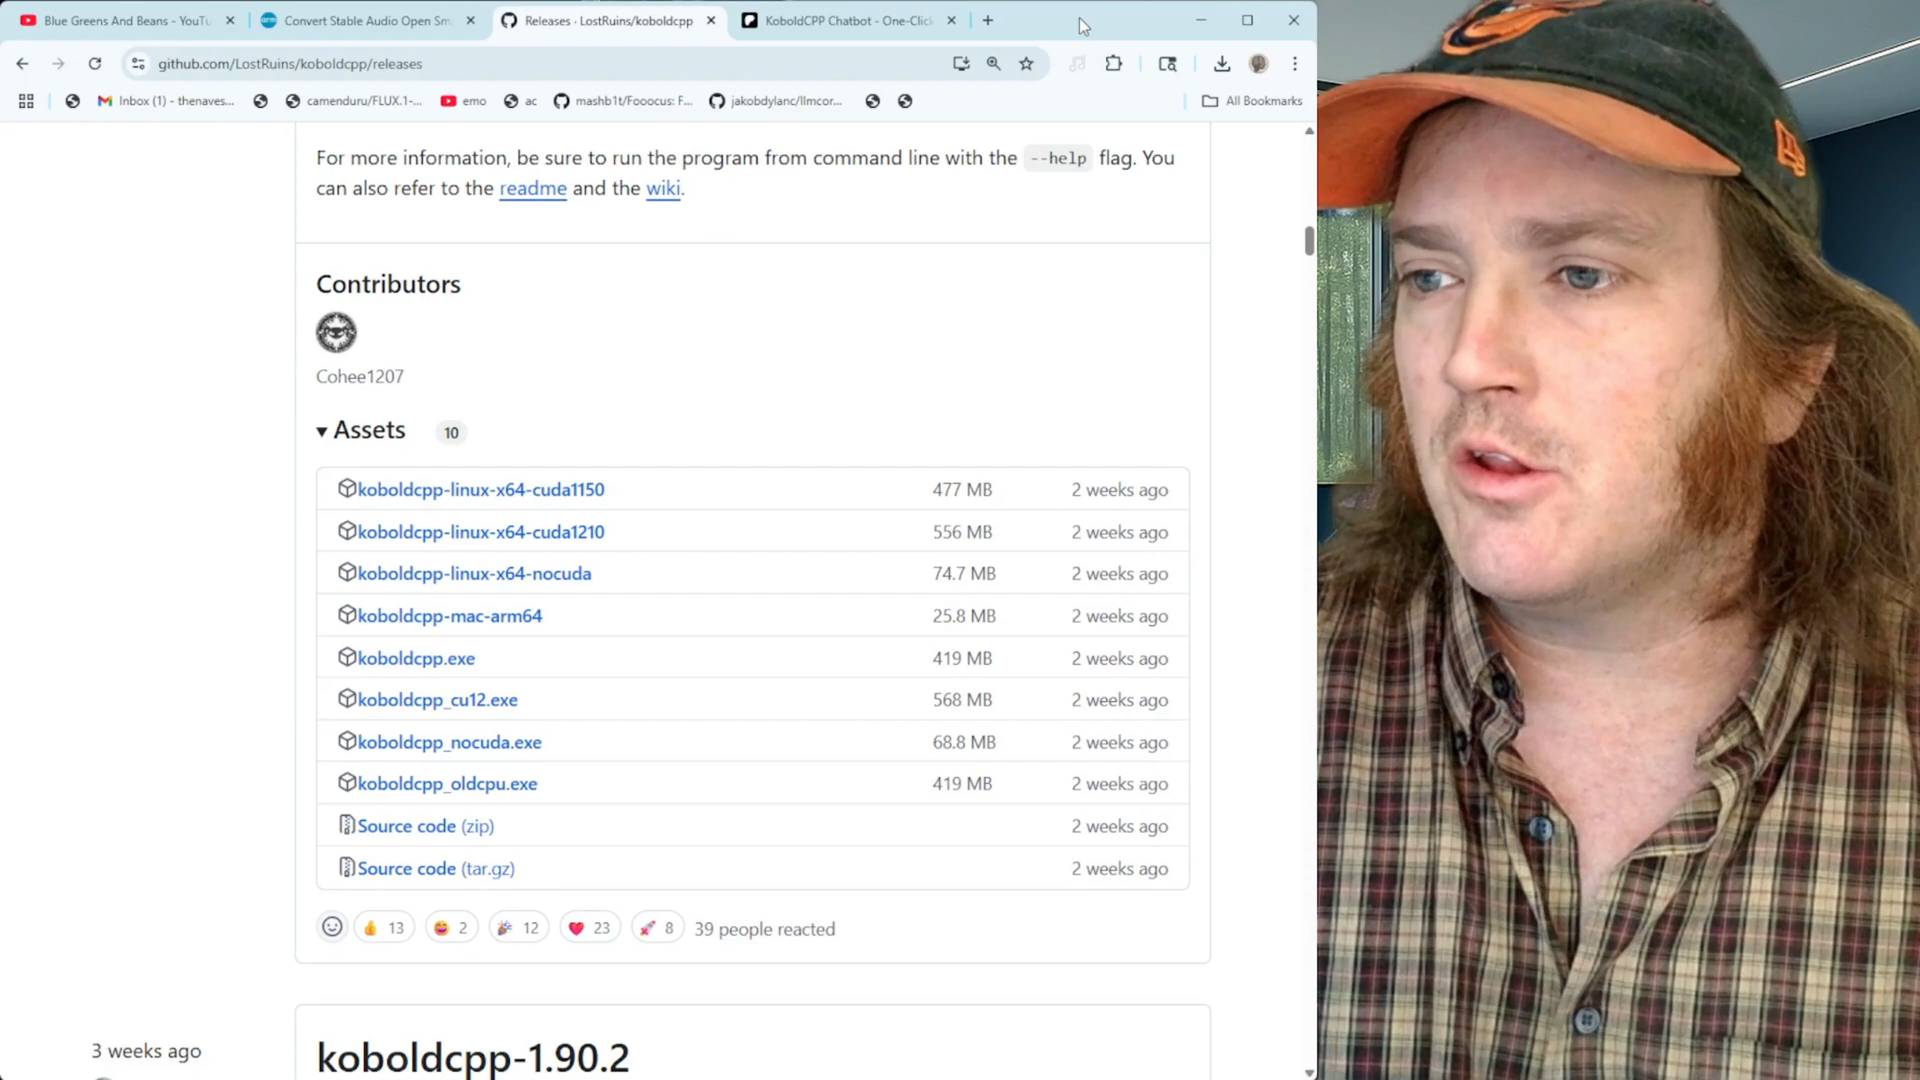 Blue Greens And Beans - YouTu
Convert Stable Audio Open Sm
Releases · LostRuins/koboldcpp
KoboldCPP Chatbot - One-Clic
github.com/LostRuins/koboldcpp/releases
Inbox (1) - thenaves...
camenduru/FLUX.1-...
emo
ac
mashb1t/Fooocus: F...
jakobdylanc/llmcor...
All Bookmarks
For more information, be sure to run the program from command line with the --help flag. You
can also refer to the readme and the wiki.
Contributors
Cohee1207
Assets 10
koboldcpp-linux-x64-cuda1150 477 MB 2 weeks ago
koboldcpp-linux-x64-cuda1210 556 MB 2 weeks ago
koboldcpp-linux-x64-nocuda 74.7 MB 2 weeks ago
koboldcpp-mac-arm64 25.8 MB 2 weeks ago
koboldcpp.exe 419 MB 2 weeks ago
koboldcpp_cu12.exe 568 MB 2 weeks ago
koboldcpp_nocuda.exe 68.8 MB 2 weeks ago
koboldcpp_oldcpu.exe 419 MB 2 weeks ago
Source code (zip) 2 weeks ago
Source code (tar.gz) 2 weeks ago
13 2 12 23 8 39 people reacted
3 weeks ago
koboldcpp-1.90.2